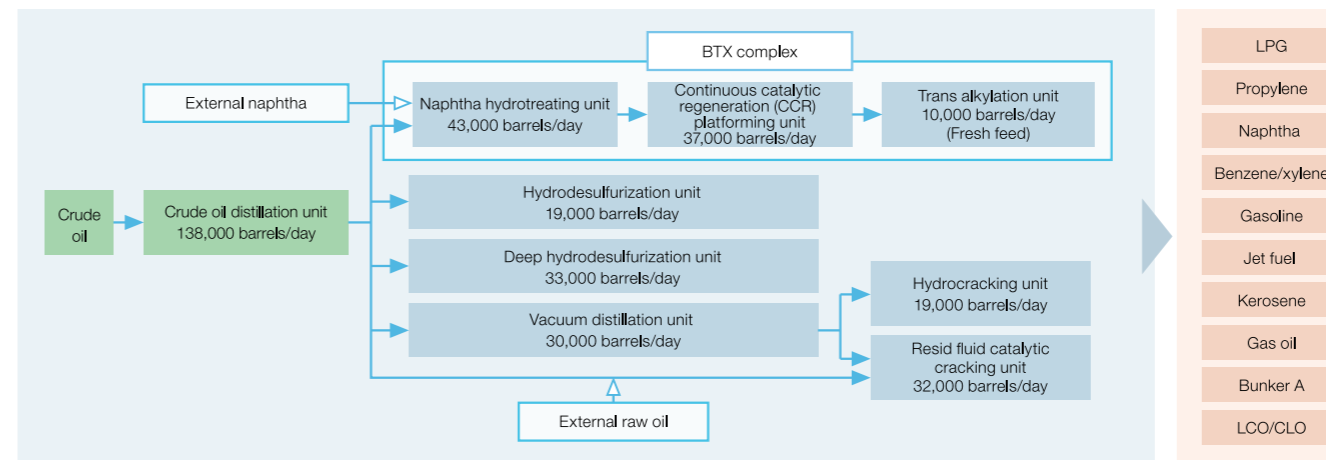 BTX complex
External naphtha
Naphtha hydrotreating unit
43,000 barrels/day
Continuous catalytic
regeneration (CCR)
platforming unit
37,000 barrels/day
Trans alkylation unit
10,000 barrels/day
(Fresh feed)
Crude
oil
Crude oil distillation unit
138,000 barrels/day
Hydrodesulfurization unit
19,000 barrels/day
Deep hydrodesulfurization unit
33,000 barrels/day
Vacuum distillation unit
30,000 barrels/day
Hydrocracking unit
19,000 barrels/day
Resid fluid catalytic
cracking unit
32,000 barrels/day
External raw oil
LPG
Propylene
Naphtha
Benzene/xylene
Gasoline
Jet fuel
Kerosene
Gas oil
Bunker A
LCO/CLO